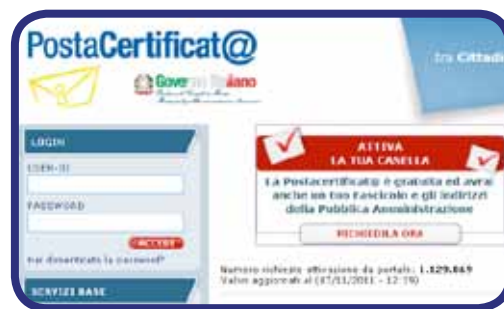 PostaCertificat@
tra Cittadi
Governo Italiano
LOGIN
USER-ID
PASSWORD
ACCEDI
Hai dimenticato la password?
SERVIZI BASE
ATTIVA
LA TUA CASELLA
La Postacertificat@ è gratuita ed avrai
anche un tuo Fascicolo e gli indirizzi
della Pubblica Amministrazione
RICHIEDILA ORA
Numero richieste attivazione da portale: 1.129.869
Valori aggiornati al (07/11/2011 - 12:39)